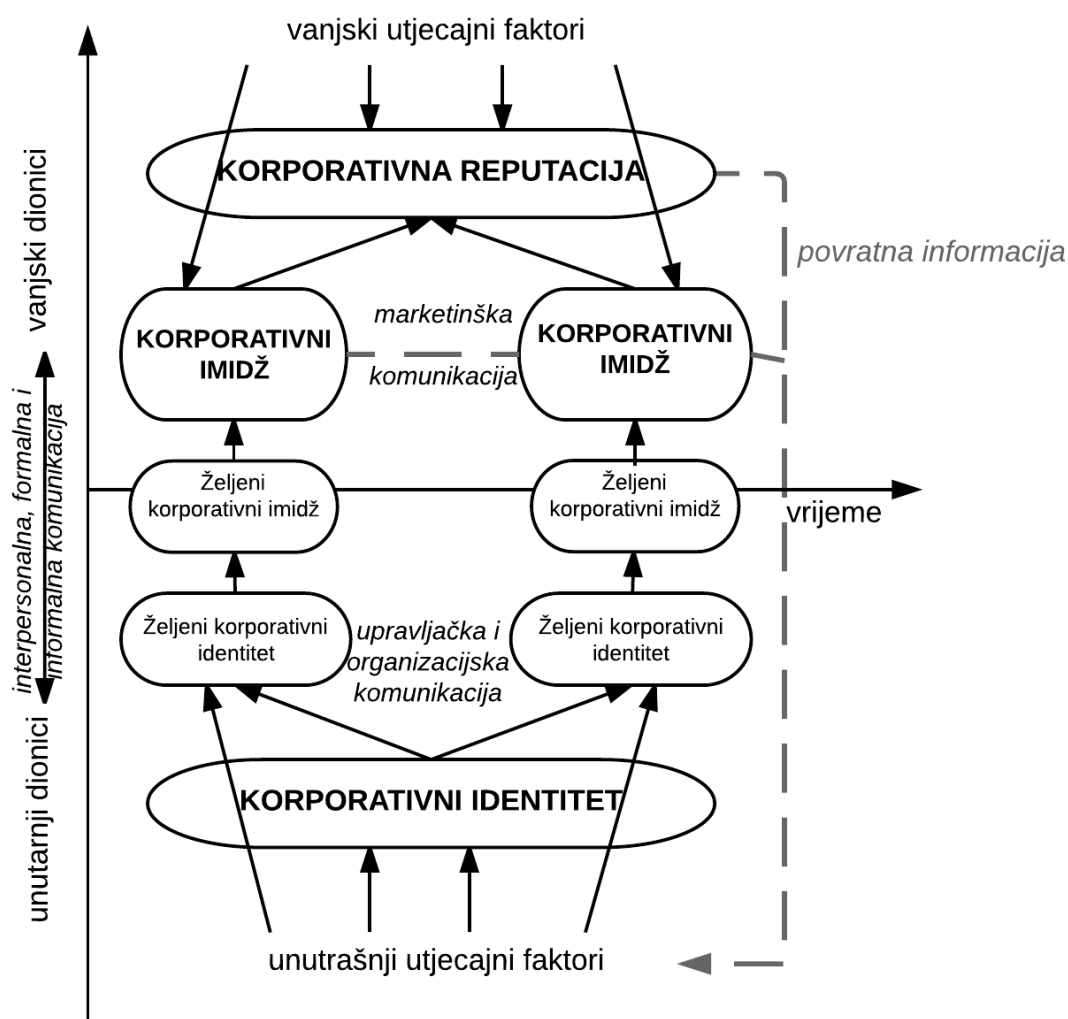 vanjski utjecajni faktori
KORPORATIVNA REPUTACIJA
povratna informacija
vanjski dionici
KORPORATIVNI
IMIDŽ
marketinška
komunikacija
KORPORATIVNI
IMIDŽ
interpersonalna, formalna i
informalna komunikacija
Željeni
korporativni imidž
Željeni
korporativni imidž
vrijeme
Željeni korporativni
identitet
upravljačka i
organizacijska
komunikacija
Željeni korporativni
identitet
unutarnji dionici
KORPORATIVNI IDENTITET
unutrašnji utjecajni faktori